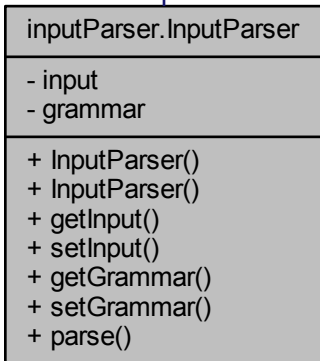 inputParser.InputParser
- input
- grammar
+ InputParser()
+ InputParser()
+ getInput()
+ setInput()
+ getGrammar()
+ setGrammar()
+ parse()